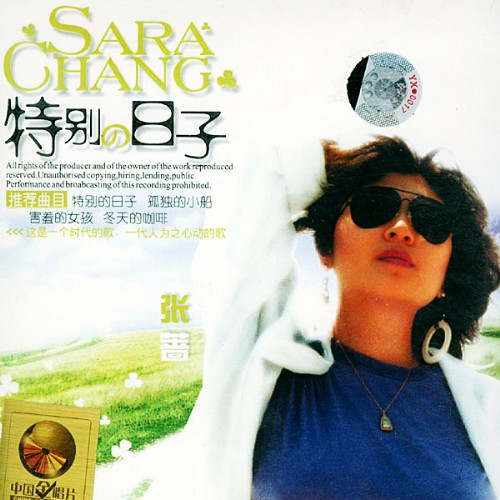 SARA
CHANG
特别の日子
All rights of the producer and of the owner of the work reproduced
reserved.Unauthorised copying,hiring,lending,public
Performance and broabcasting of this recording prohibited.
推荐曲目 特别的日子 孤独的小船
害羞的女孩 冬天的咖啡
<<<这是一个时代的歌，一代人为之心动的歌
张蔷
YX●0017
中国金唱片